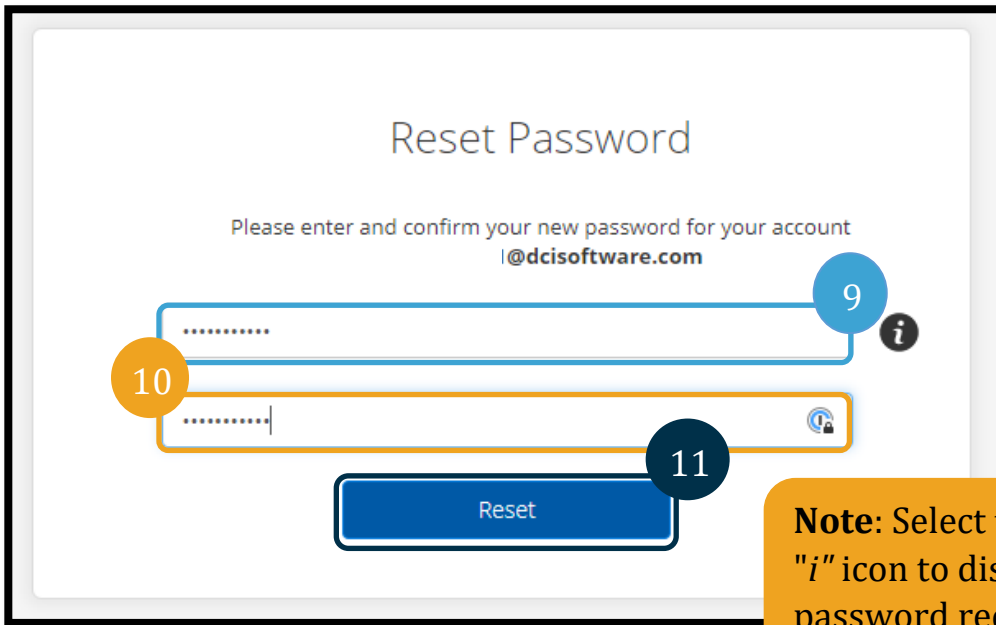 Reset Password
Please enter and confirm your new password for your account
@dcisoftware.com
9
•••••••••••
i
10
•••••••••••
11
Reset
Note: Select
"i" icon to
password